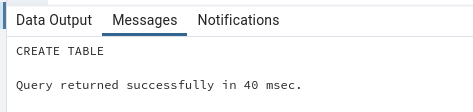 Data Output Messages Notifications
CREATE TABLE
Query returned successfully in 40 msec.